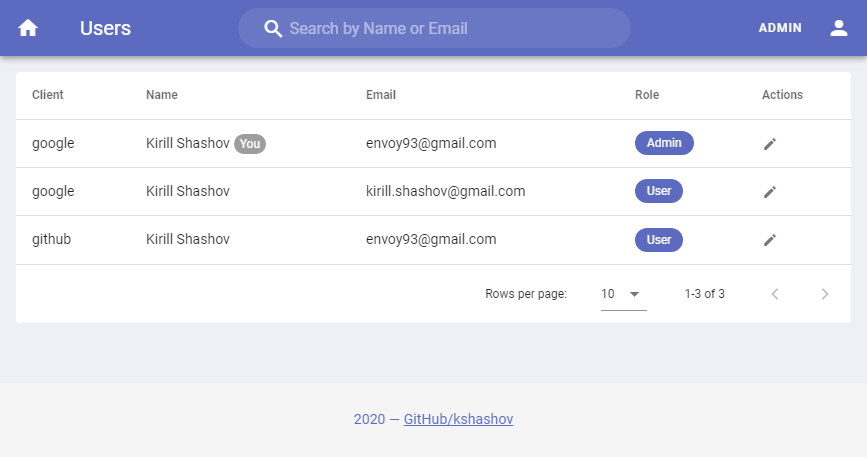 Users Search by Name or Email ADMIN
Client Name Email Role Actions
google Kirill Shashov You envoy93@gmail.com Admin
google Kirill Shashov kirill.shashov@gmail.com User
github Kirill Shashov envoy93@gmail.com User
Rows per page: 10 1-3 of 3
2020 — GitHub/kshashov